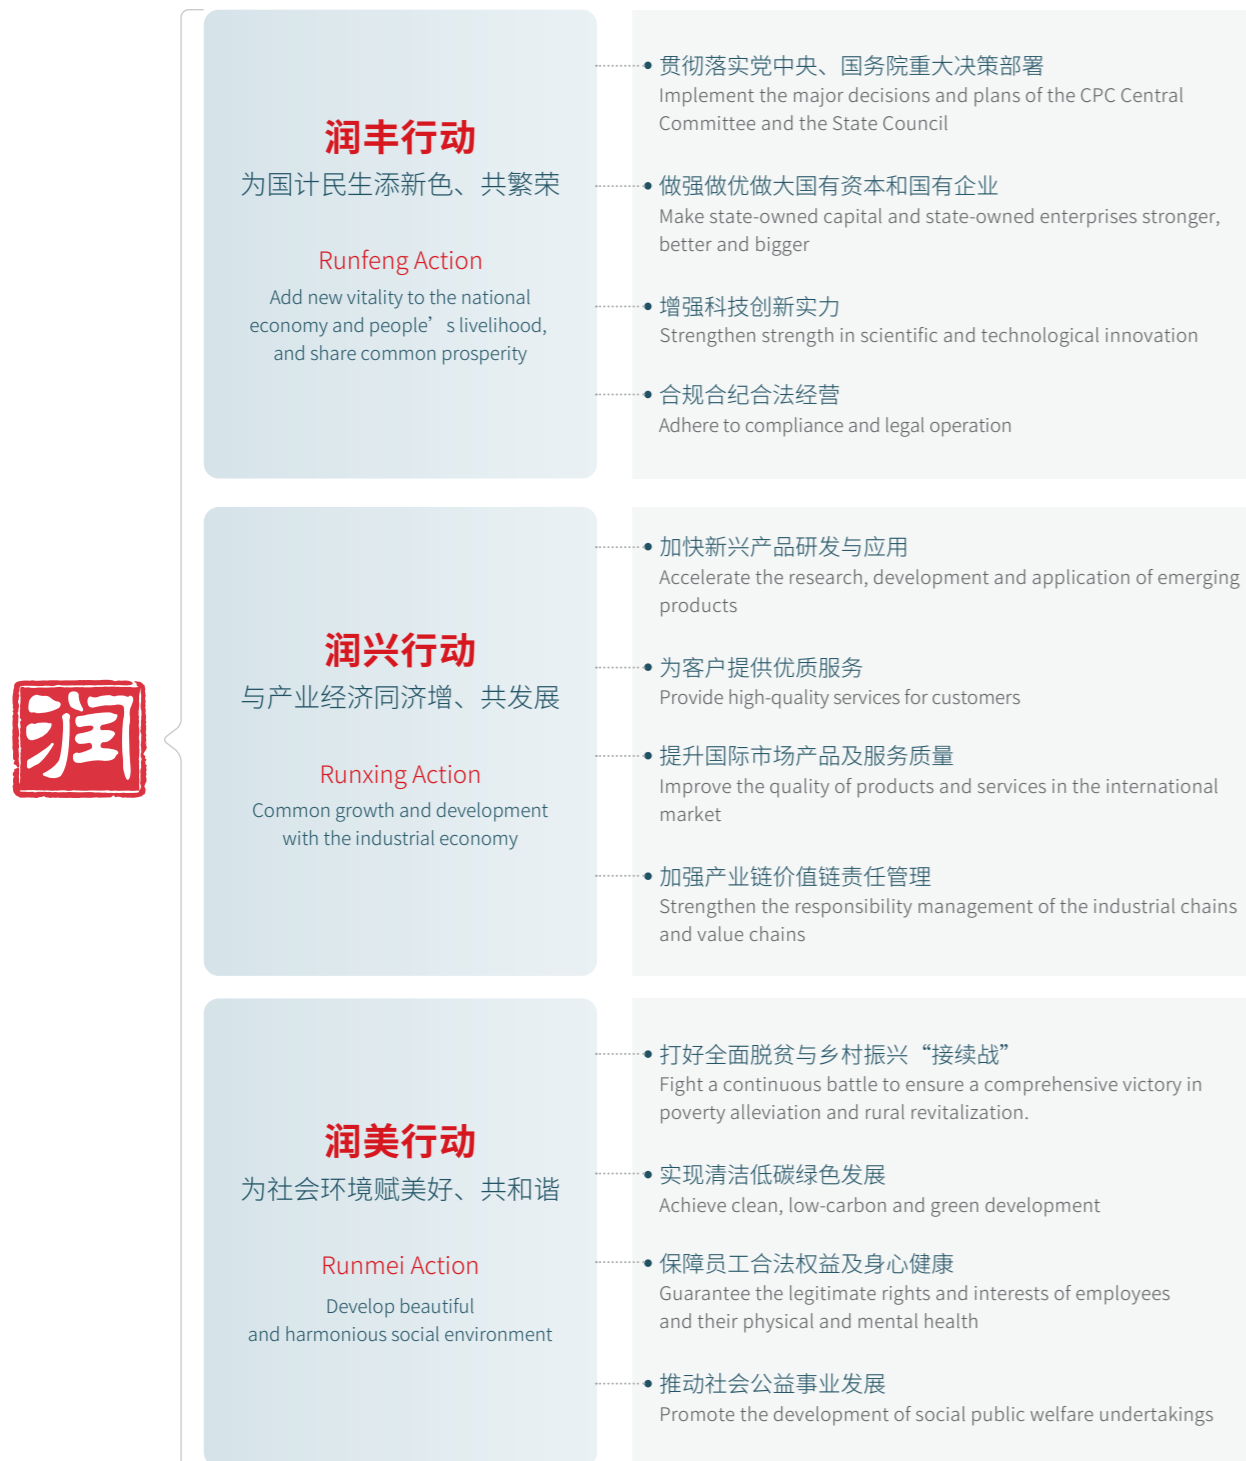 润
润丰行动
为国计民生添新色、共繁荣
Runfeng Action
Add new vitality to the national
economy and people’s livelihood,
and share common prosperity
贯彻落实党中央、国务院重大决策部署
Implement the major decisions and plans of the CPC Central
Committee and the State Council
做强做优做大国有资本和国有企业
Make state-owned capital and state-owned enterprises stronger,
better and bigger
增强科技创新实力
Strengthen strength in scientific and technological innovation
合规合纪合法经营
Adhere to compliance and legal operation
润兴行动
与产业经济同济增、共发展
Runxing Action
Common growth and development
with the industrial economy
加快新兴产品研发与应用
Accelerate the research, development and application of emerging
products
为客户提供优质服务
Provide high-quality services for customers
提升国际市场产品及服务质量
Improve the quality of products and services in the international
market
加强产业链价值链责任管理
Strengthen the responsibility management of the industrial chains
and value chains
润美行动
为社会环境赋美好、共和谐
Runmei Action
Develop beautiful
and harmonious social environment
打好全面脱贫与乡村振兴“接续战”
Fight a continuous battle to ensure a comprehensive victory in
poverty alleviation and rural revitalization.
实现清洁低碳绿色发展
Achieve clean, low-carbon and green development
保障员工合法权益及身心健康
Guarantee the legitimate rights and interests of employees
and their physical and mental health
推动社会公益事业发展
Promote the development of social public welfare undertakings